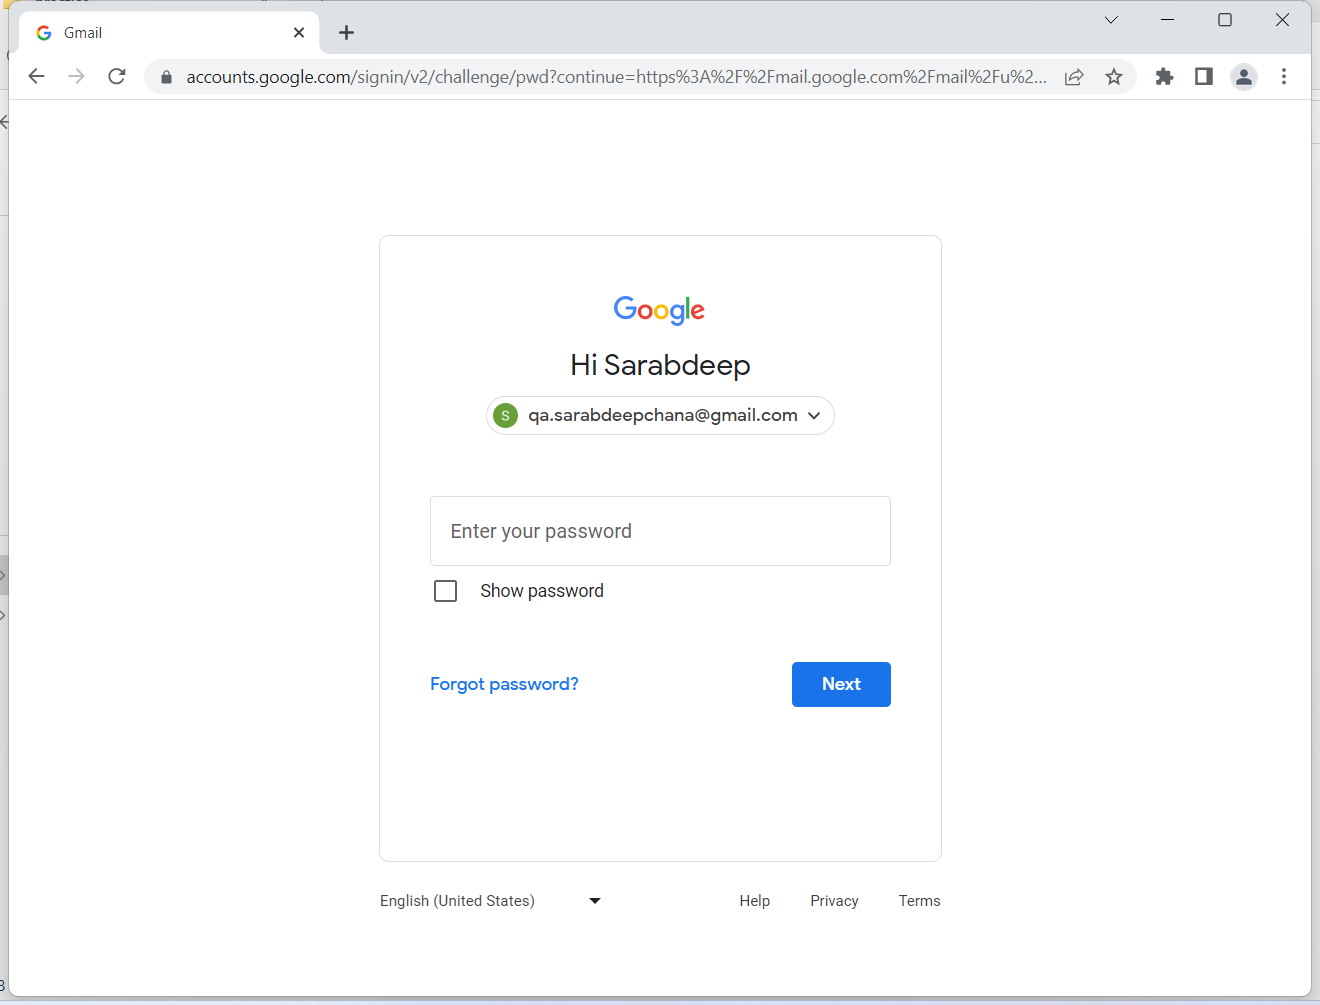 Gmail
accounts.google.com/signin/v2/challenge/pwd?continue=https%3A%2F%2Fmail.google.com%2Fmail%2Fu%2...
Google
Hi Sarabdeep
S qa.sarabdeepchana@gmail.com
Enter your password
Show password
Forgot password? Next
English (United States) Help Privacy Terms